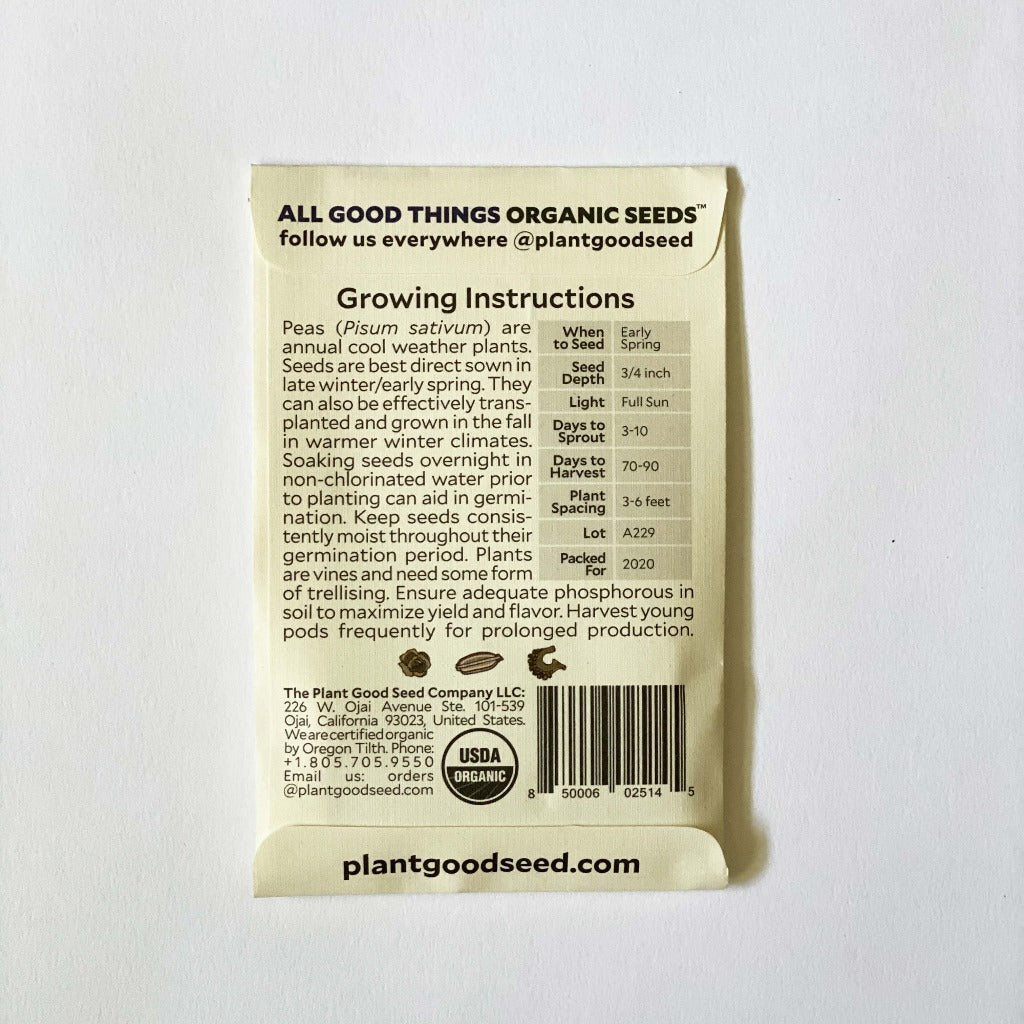 ALL GOOD THINGS ORGANIC SEEDS™
follow us everywhere @plantgoodseed
Growing Instructions
Peas (Pisum sativum) are
annual cool weather plants.
Seeds are best direct sown in
late winter/early spring. They
can also be effectively trans-
planted and grown in the fall
in warmer winter climates.
Soaking seeds overnight in
non-chlorinated water prior
to planting can aid in germi-
nation. Keep seeds consis-
tently moist throughout their
germination period. Plants
are vines and need some form
of trellising. Ensure adequate phosphorous in
soil to maximize yield and flavor. Harvest young
pods frequently for prolonged production.
When to Seed Early Spring
Seed Depth 3/4 inch
Light Full Sun
Days to Sprout 3-10
Days to Harvest 70-90
Plant Spacing 3-6 feet
Lot A229
Packed For 2020
The Plant Good Seed Company LLC:
226 W. Ojai Avenue Ste. 101-539
Ojai, California 93023, United States.
We are certified organic
by Oregon Tilth. Phone:
+1.805.705.9550
Email us: orders
@plantgoodseed.com
USDA
ORGANIC
8 50006 02514 5
plantgoodseed.com